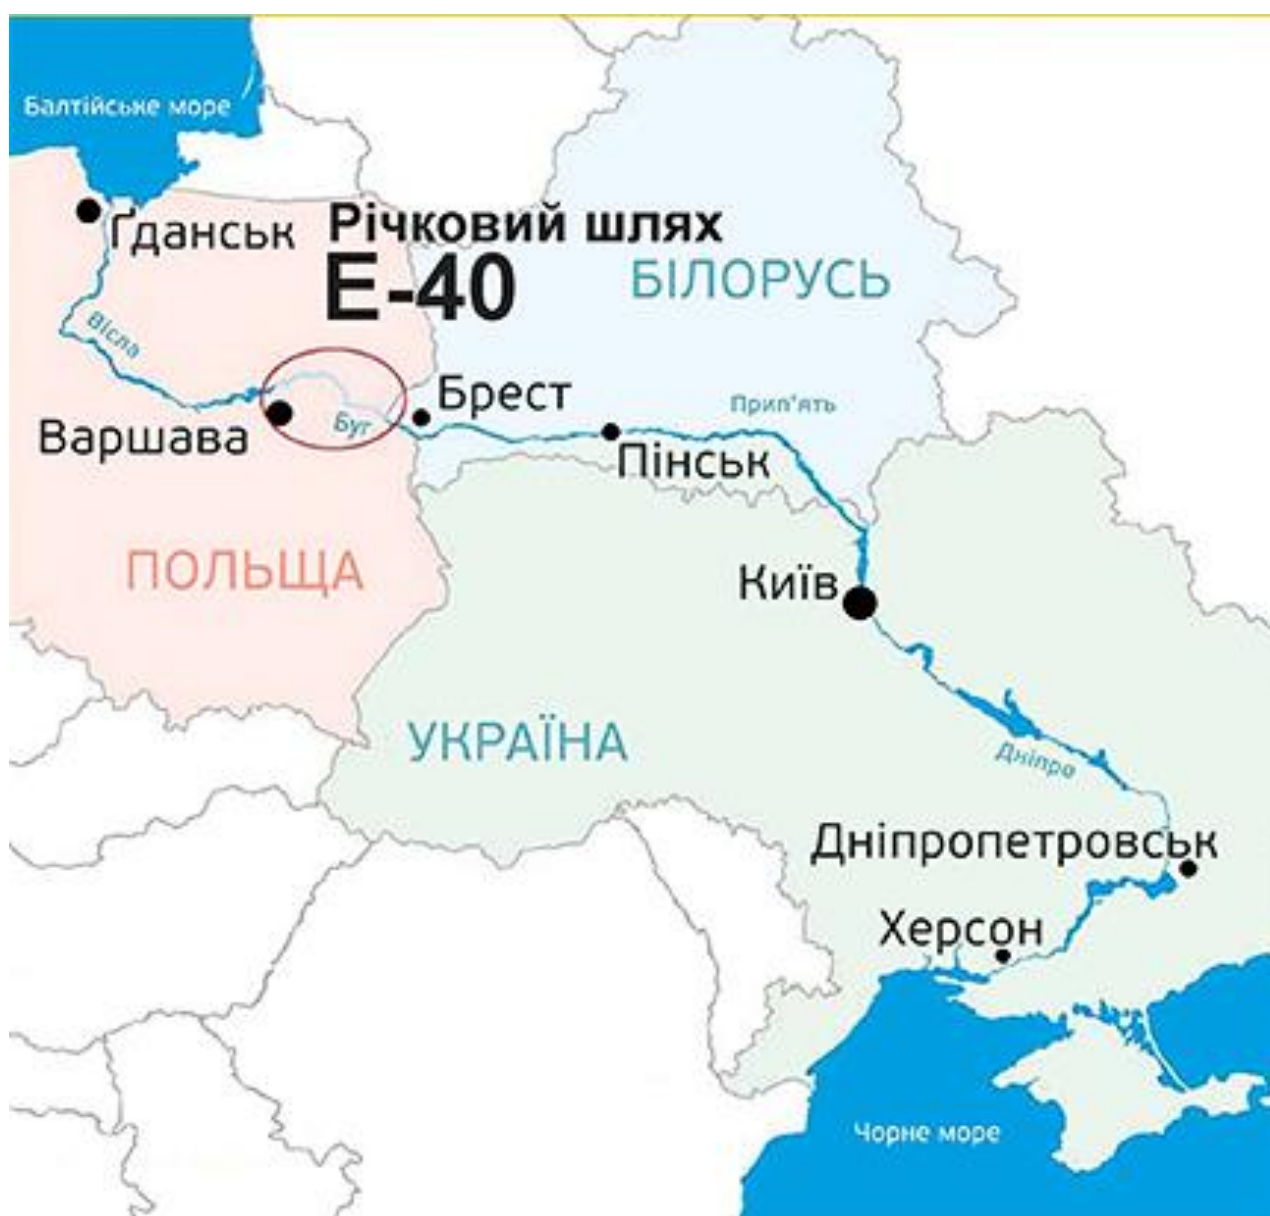 Балтійське море
Ґданськ
Річковий шлях
Е-40
БІЛОРУСЬ
Вісла
Брест
Прип'ять
Буг
Варшава
Пінськ
ПОЛЬЩА
Київ
УКРАЇНА
Дніпро
Дніпропетровськ
Херсон
Чорне море